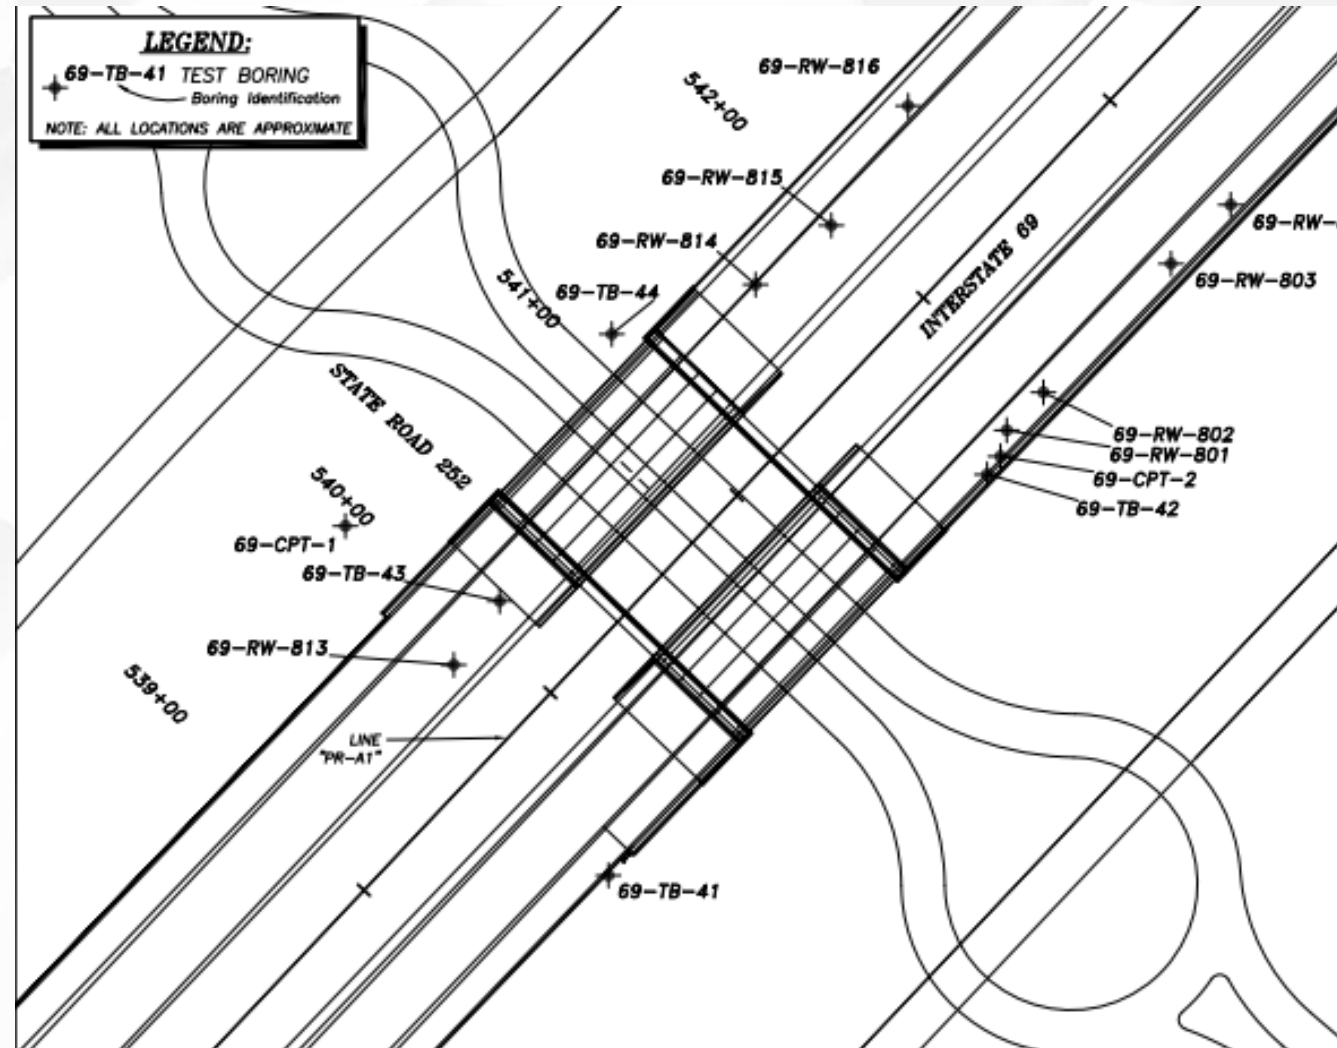 LEGEND:
69-TB-41 TEST BORING
Boring Identification
NOTE: ALL LOCATIONS ARE APPROXIMATE
69-RW-816
542+00
69-RW-815
69-RW-814
541+00
69-TB-44
INTERSTATE 69
69-RW-
69-RW-803
STATE ROAD 252
69-RW-802
69-RW-801
69-CPT-2
69-TB-42
540+00
69-CPT-1
69-TB-43
69-RW-813
539+00
LINE
"PR-A1"
69-TB-41